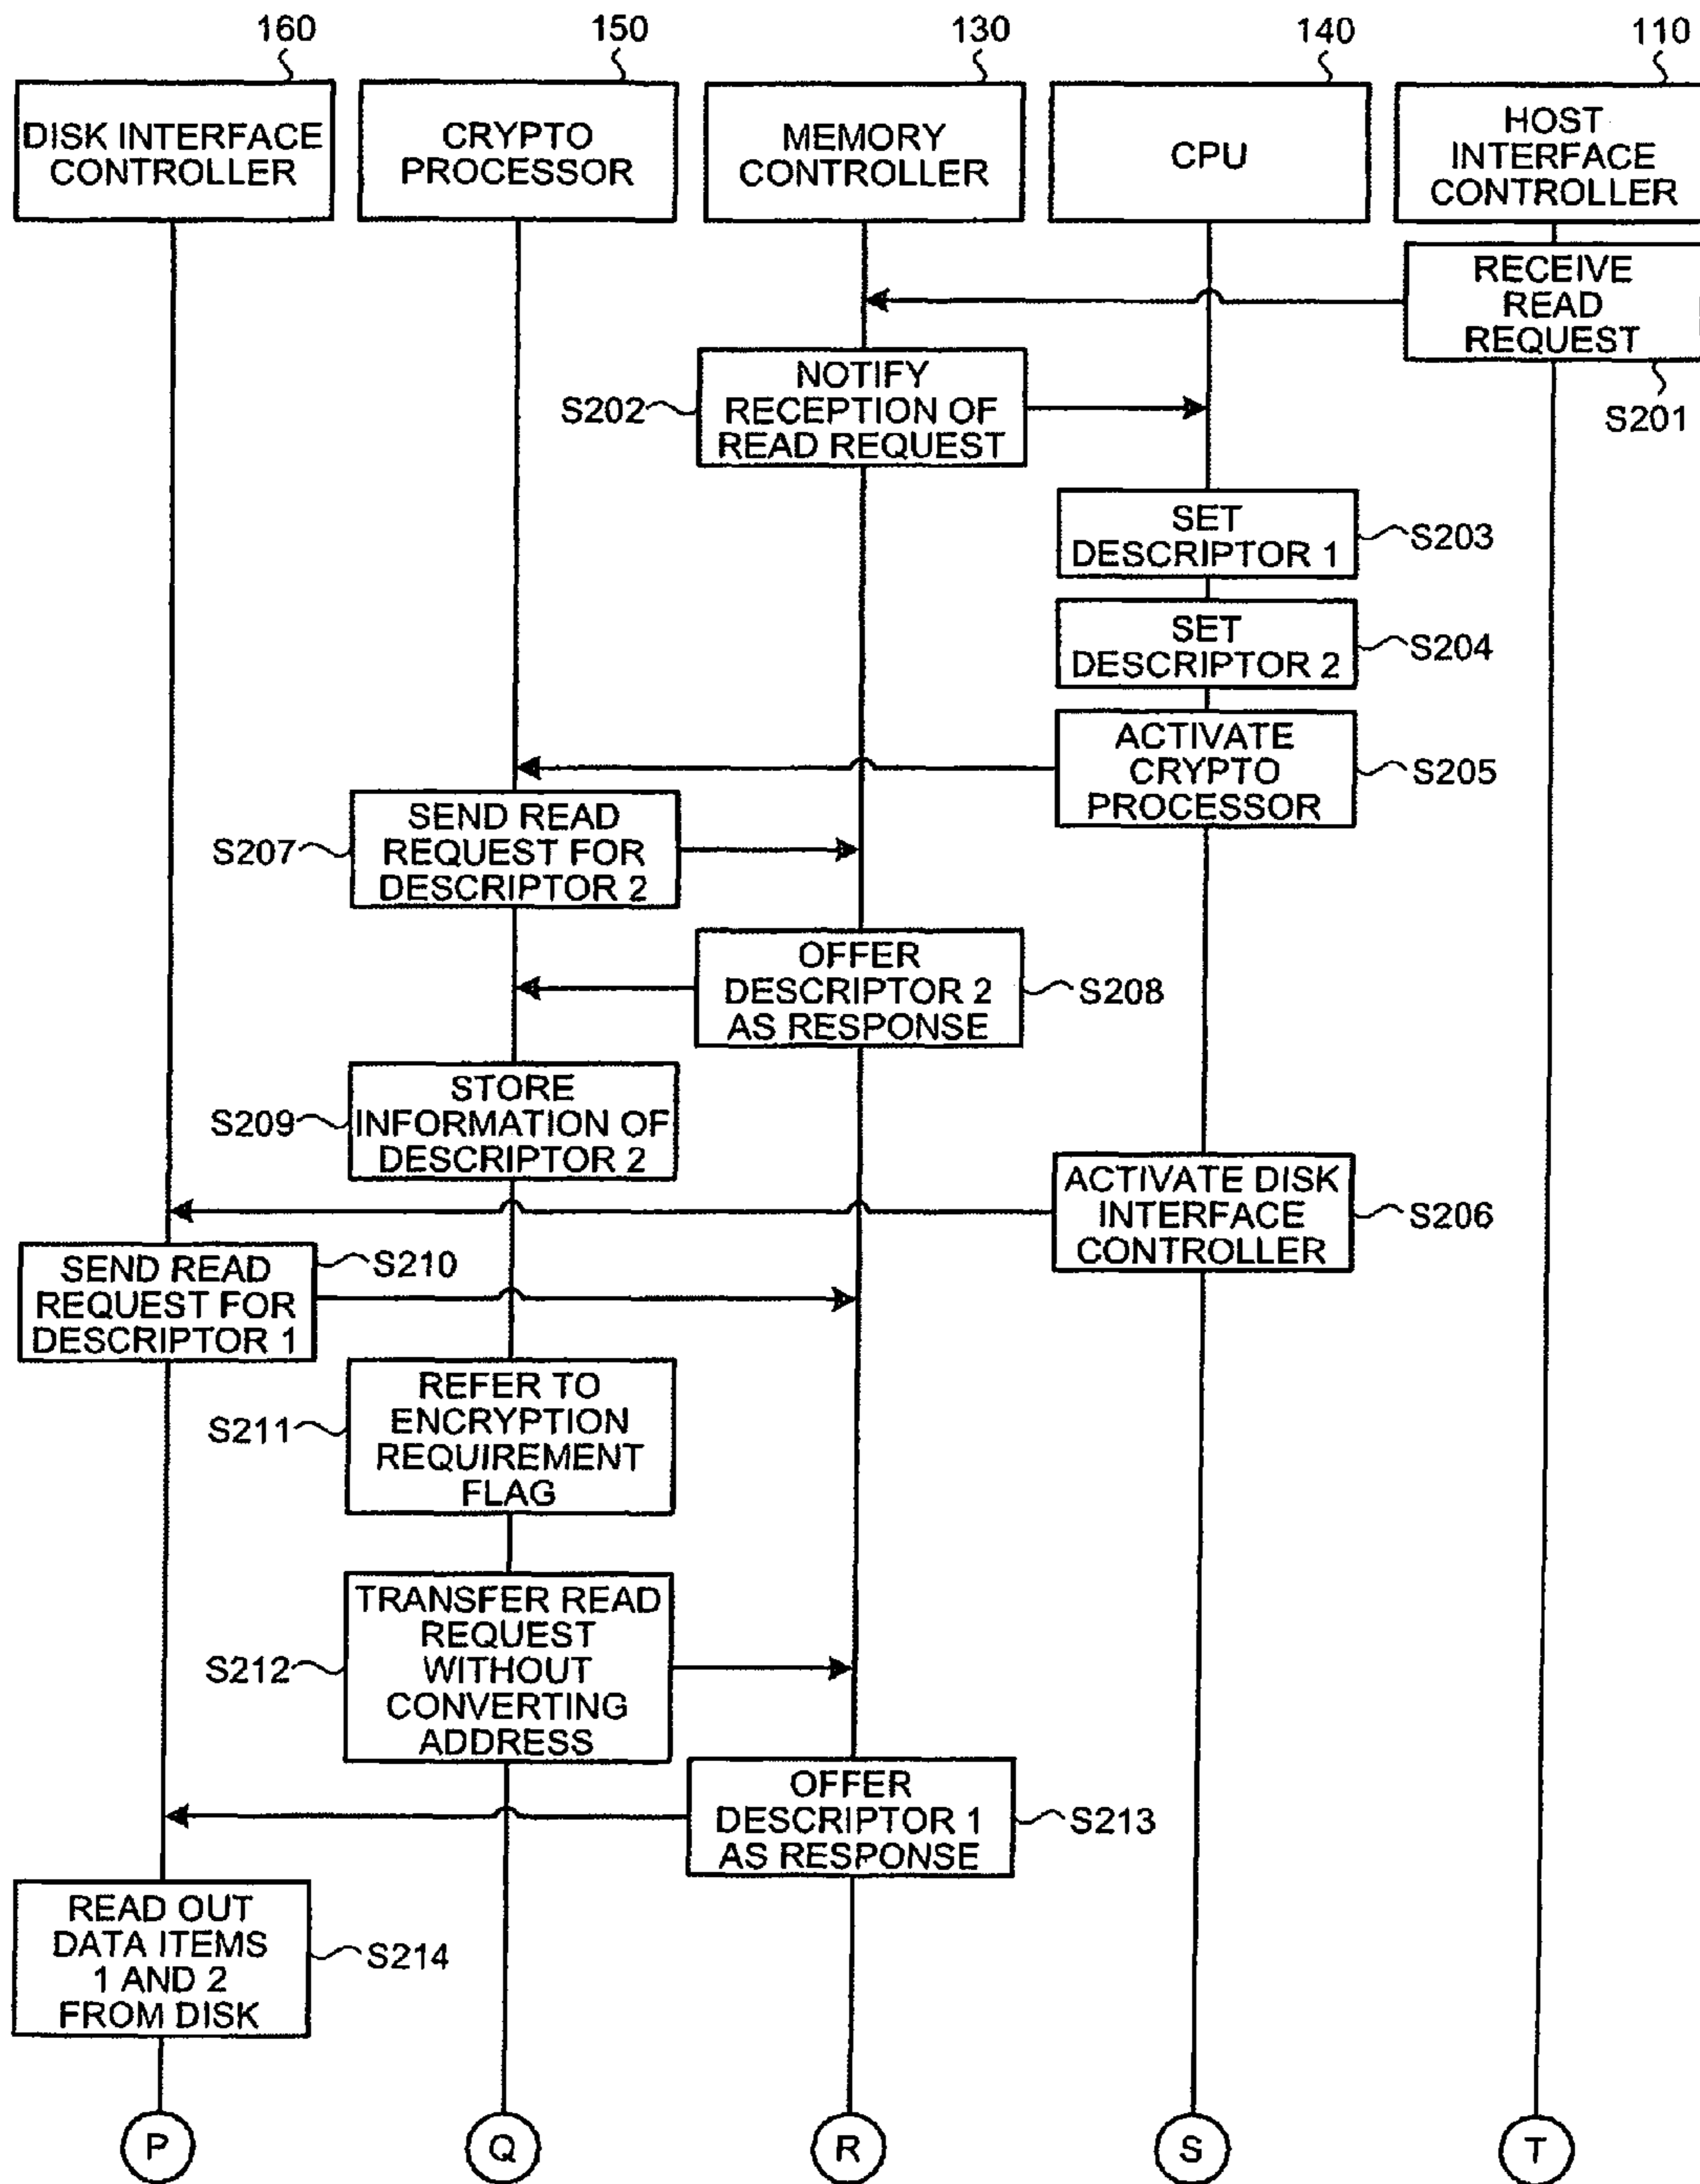 160
150
130
140
110
DISK INTERFACE
CONTROLLER
CRYPTO
PROCESSOR
MEMORY
CONTROLLER
CPU
HOST
INTERFACE
CONTROLLER
RECEIVE
READ
REQUEST
S201
S202
NOTIFY
RECEPTION OF
READ REQUEST
SET
DESCRIPTOR 1
S203
SET
DESCRIPTOR 2
S204
ACTIVATE
CRYPTO
PROCESSOR
S205
S207
SEND READ
REQUEST FOR
DESCRIPTOR 2
OFFER
DESCRIPTOR 2
AS RESPONSE
S208
S209
STORE
INFORMATION OF
DESCRIPTOR 2
ACTIVATE DISK
INTERFACE
CONTROLLER
S206
SEND READ
REQUEST FOR
DESCRIPTOR 1
S210
S211
REFER TO
ENCRYPTION
REQUIREMENT
FLAG
S212
TRANSFER READ
REQUEST
WITHOUT
CONVERTING
ADDRESS
OFFER
DESCRIPTOR 1
AS RESPONSE
S213
READ OUT
DATA ITEMS
1 AND 2
FROM DISK
S214
P
Q
R
S
T